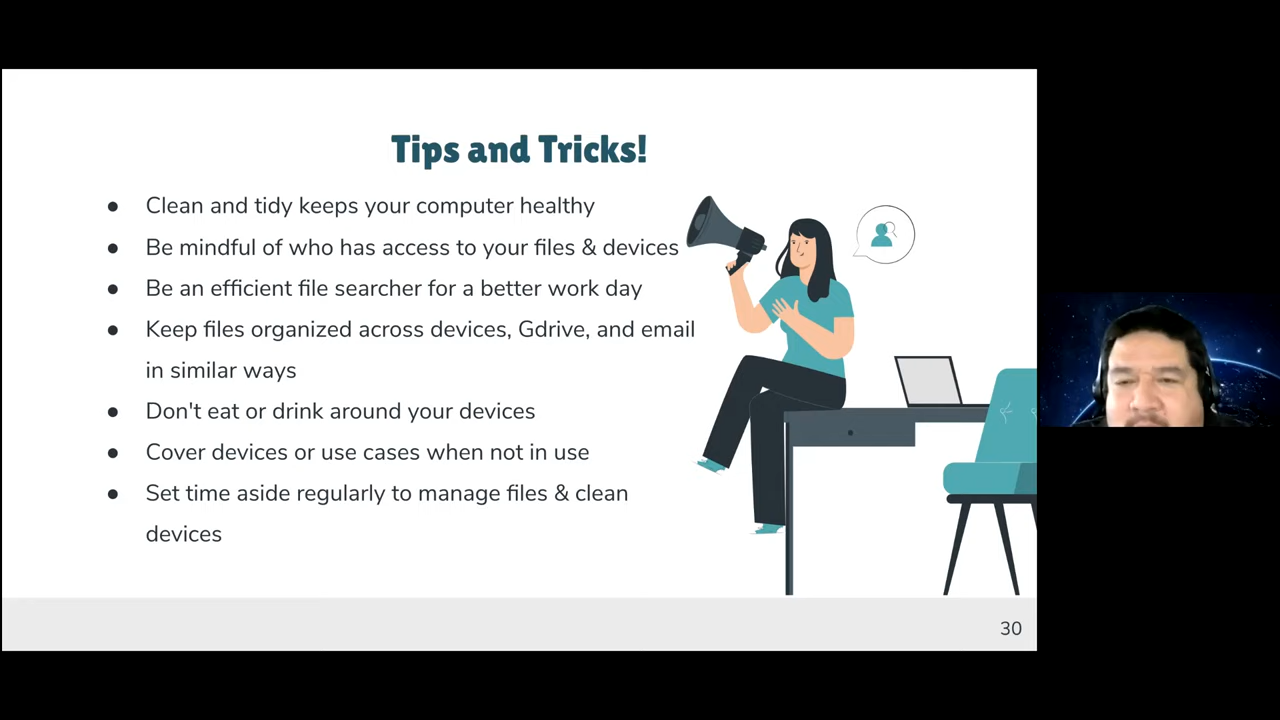 Tips and Tricks!
● Clean and tidy keeps your computer healthy
● Be mindful of who has access to your files & devices
● Be an efficient file searcher for a better work day
● Keep files organized across devices, Gdrive, and email
in similar ways
● Don't eat or drink around your devices
● Cover devices or use cases when not in use
● Set time aside regularly to manage files & clean
devices
30